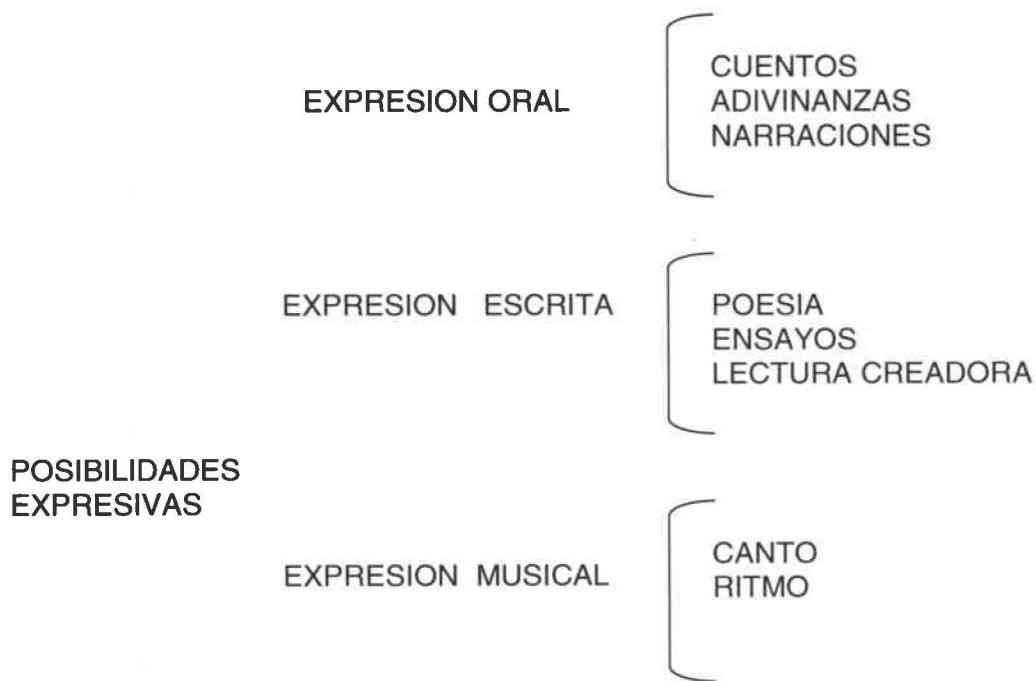 EXPRESION ORAL
CUENTOS
ADIVINANZAS
NARRACIONES
EXPRESION ESCRITA
POESIA
ENSAYOS
LECTURA CREADORA
POSIBILIDADES
EXPRESIVAS
EXPRESION MUSICAL
CANTO
RITMO